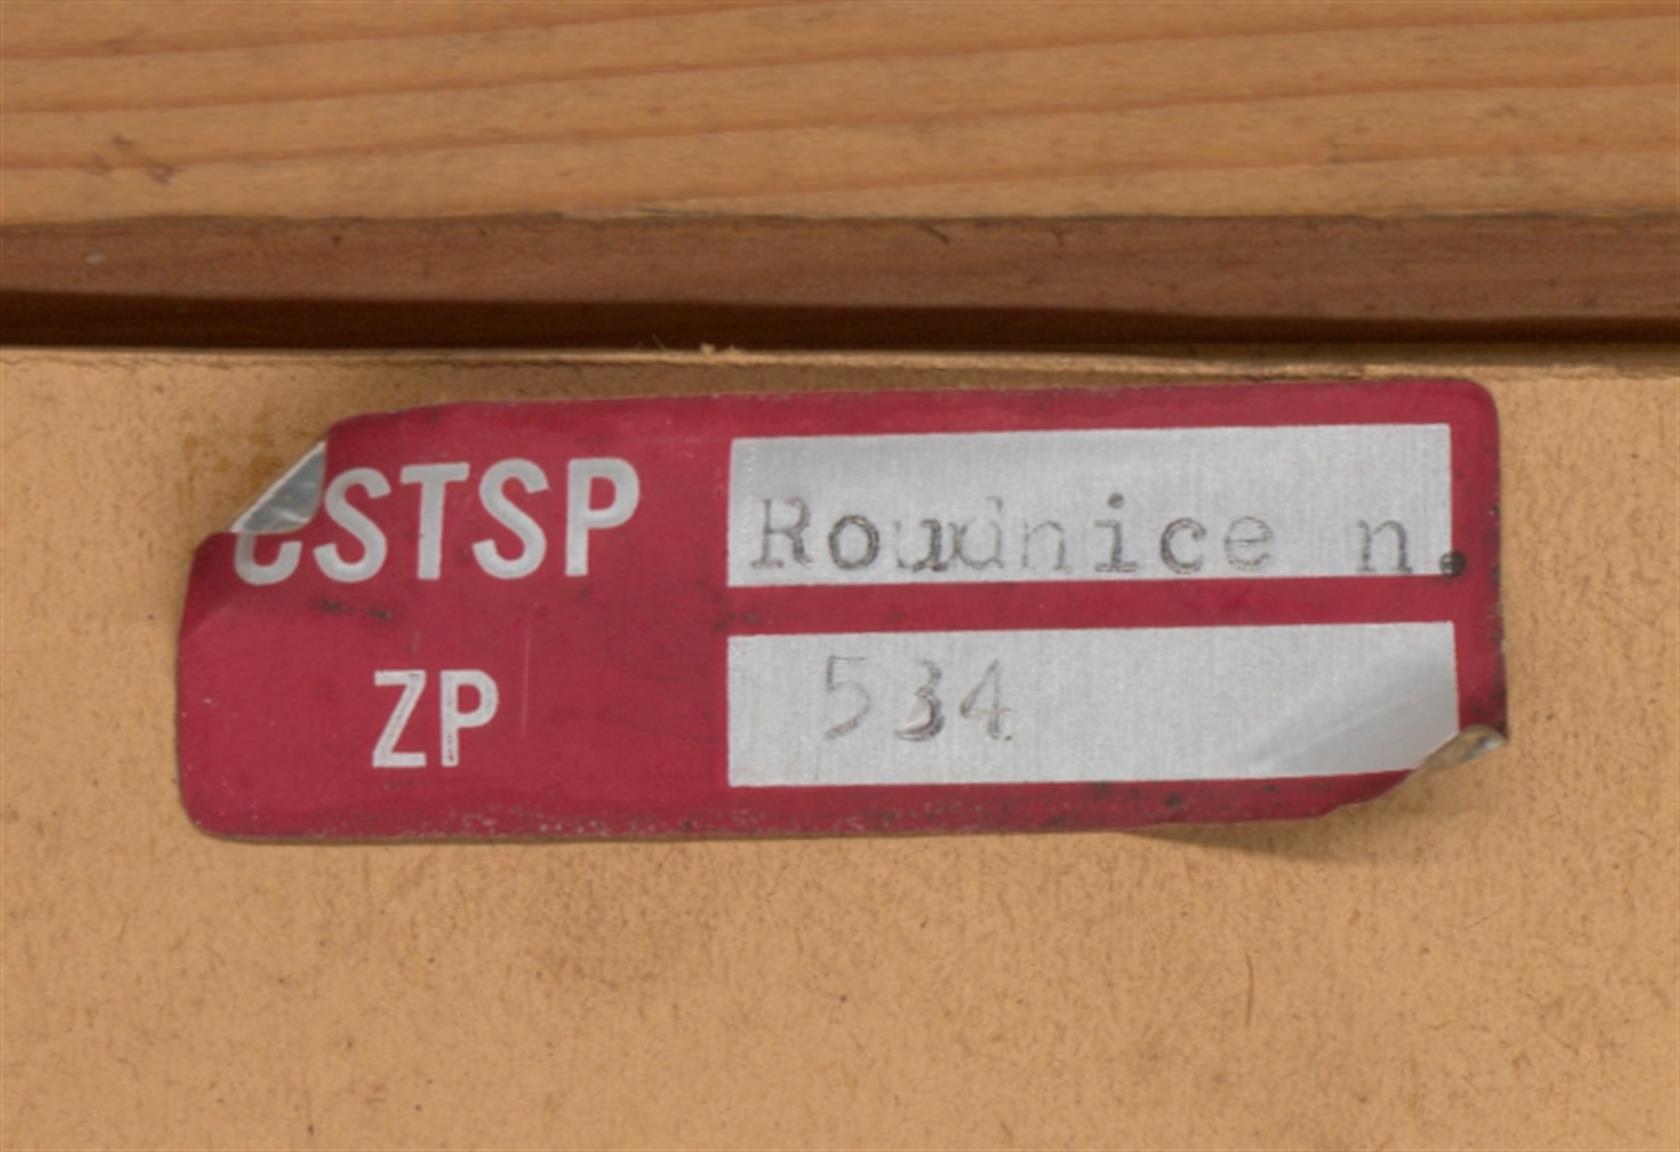 CSTSP
Roudnice n.
ZP
534